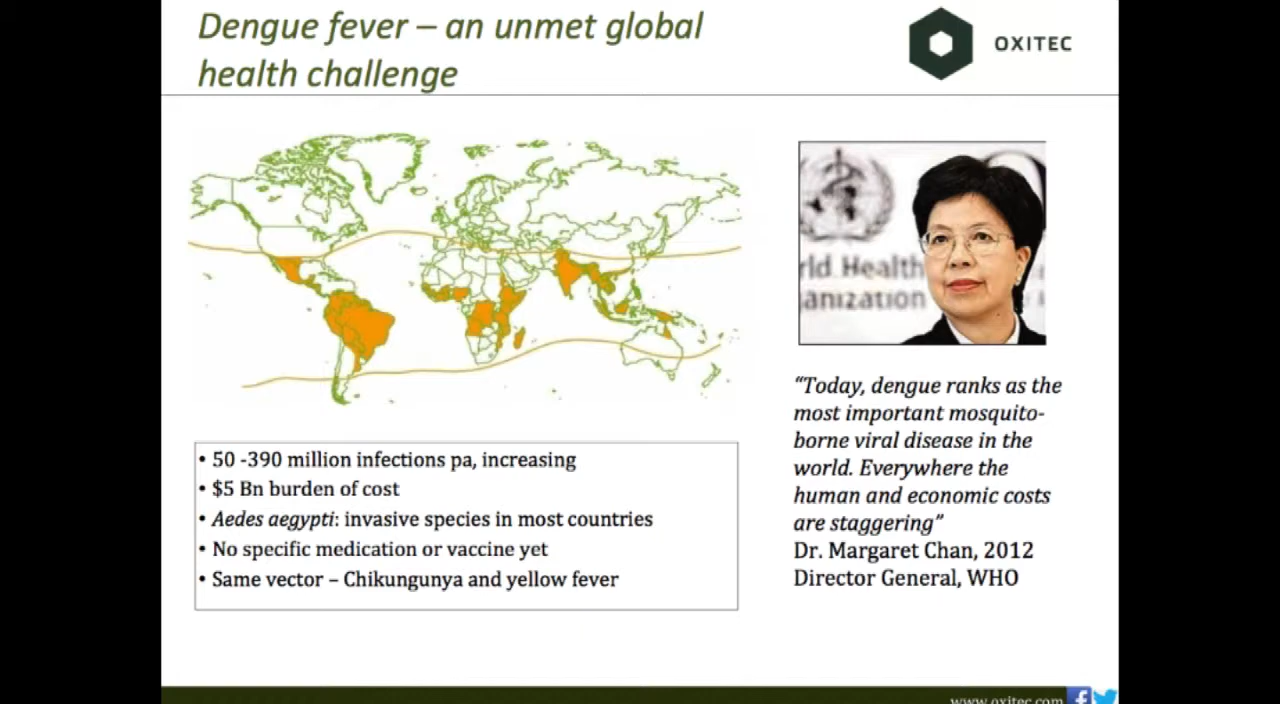 Dengue fever – an unmet global
health challenge
OXITEC
rld Health
anization
• 50 -390 million infections pa, increasing
• $5 Bn burden of cost
• Aedes aegypti: invasive species in most countries
• No specific medication or vaccine yet
• Same vector – Chikungunya and yellow fever
“Today, dengue ranks as the
most important mosquito-
borne viral disease in the
world. Everywhere the
human and economic costs
are staggering”
Dr. Margaret Chan, 2012
Director General, WHO
www.oxitec.com